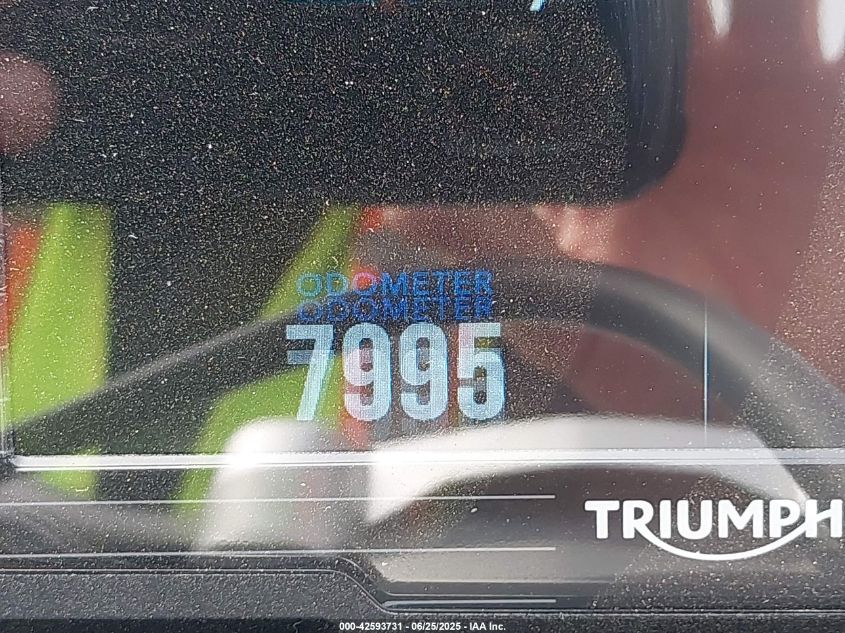 ODOMETER
7995
TRIUMPH
000-42593731 - 06/25/2025 - IAA Inc.